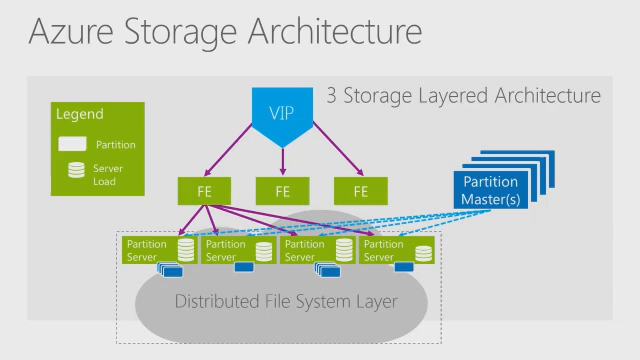 Azure Storage Architecture
3 Storage Layered Architecture
Legend
Partition
Server
Load
VIP
FE
FE
FE
Partition
Master(s)
Partition
Server
Partition
Server
Partition
Server
Partition
Server
Distributed File System Layer